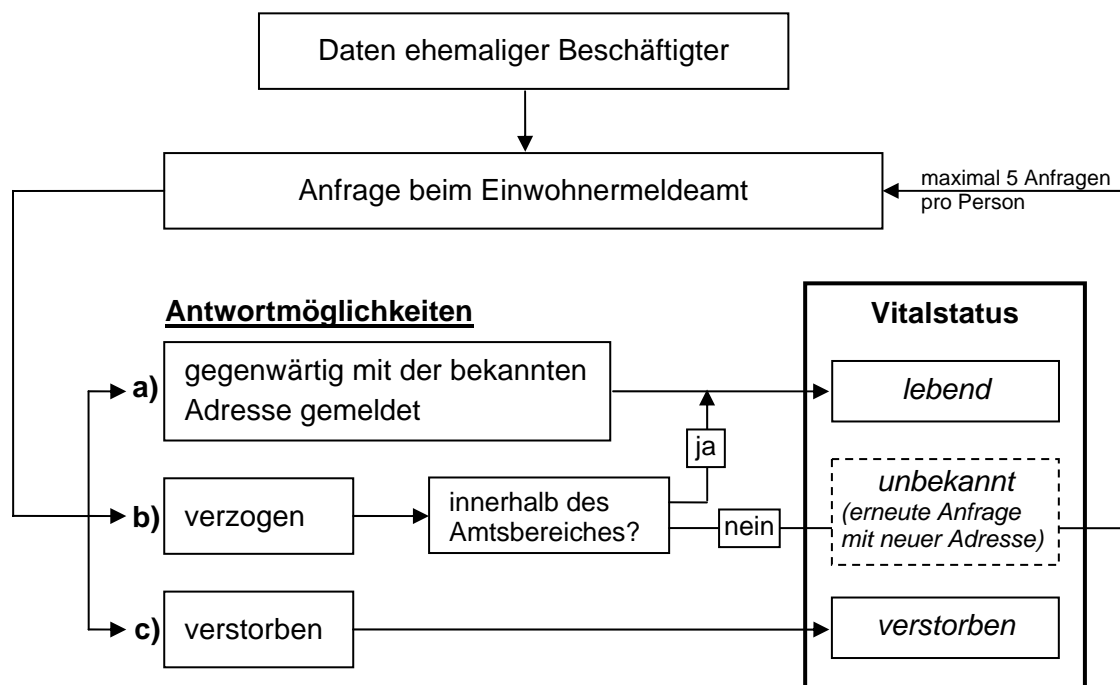 Daten ehemaliger Beschäftigter
Anfrage beim Einwohnermeldeamt
maximal 5 Anfragen
pro Person
Antwortmöglichkeiten
Vitalstatus
a)
gegenwärtig mit der bekannten
Adresse gemeldet
lebend
ja
b)
verzogen
innerhalb des
Amtsbereiches?
nein
unbekannt
(erneute Anfrage
mit neuer Adresse)
c)
verstorben
verstorben